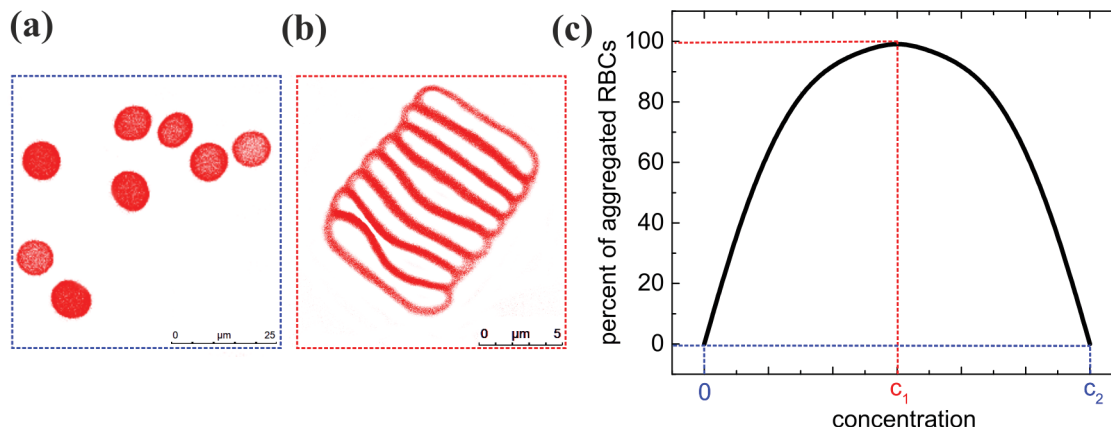 (a)
(b)
(c)
0 µm 25
0 µm 5
percent of aggregated RBCs
100
80
60
40
20
0
0 c1 c2
concentration